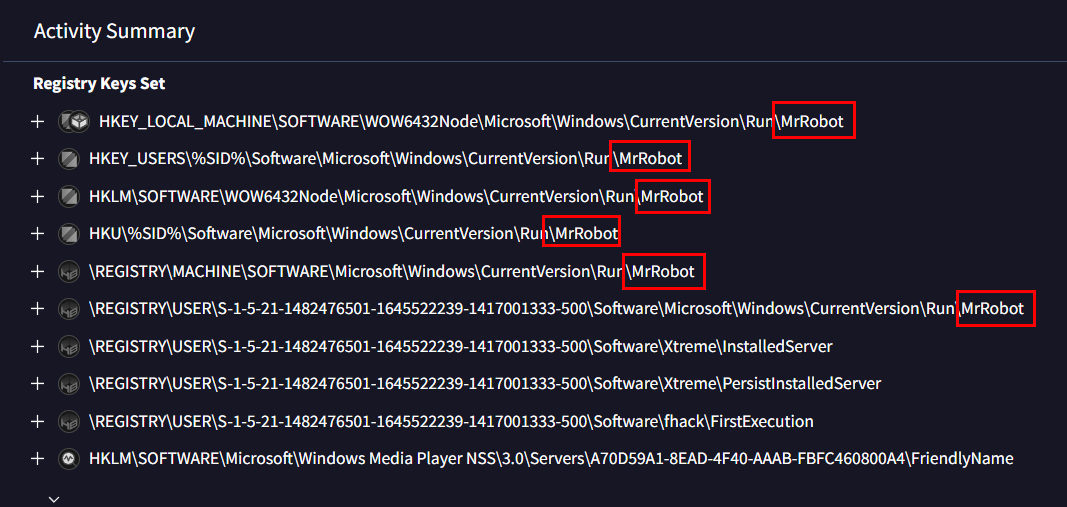 Activity Summary
Registry Keys Set
HKEY_LOCAL_MACHINE\SOFTWARE\WOW6432Node\Microsoft\Windows\CurrentVersion\Run\MrRobot
HKEY_USERS\%SID%\Software\Microsoft\Windows\CurrentVersion\Run\MrRobot
HKLM\SOFTWARE\WOW6432Node\Microsoft\Windows\CurrentVersion\Run\MrRobot
HKU\%SID%\Software\Microsoft\Windows\CurrentVersion\Run\MrRobot
\REGISTRY\MACHINE\SOFTWARE\Microsoft\Windows\CurrentVersion\Run\MrRobot
\REGISTRY\USER\S-1-5-21-1482476501-1645522239-1417001333-500\Software\Microsoft\Windows\CurrentVersion\Run\MrRobot
\REGISTRY\USER\S-1-5-21-1482476501-1645522239-1417001333-500\Software\Xtreme\InstalledServer
\REGISTRY\USER\S-1-5-21-1482476501-1645522239-1417001333-500\Software\Xtreme\PersistInstalledServer
\REGISTRY\USER\S-1-5-21-1482476501-1645522239-1417001333-500\Software\fhack\FirstExecution
HKLM\SOFTWARE\Microsoft\Windows Media Player NSS\3.0\Servers\A70D59A1-8EAD-4F40-AAAB-FBFC460800A4\FriendlyName